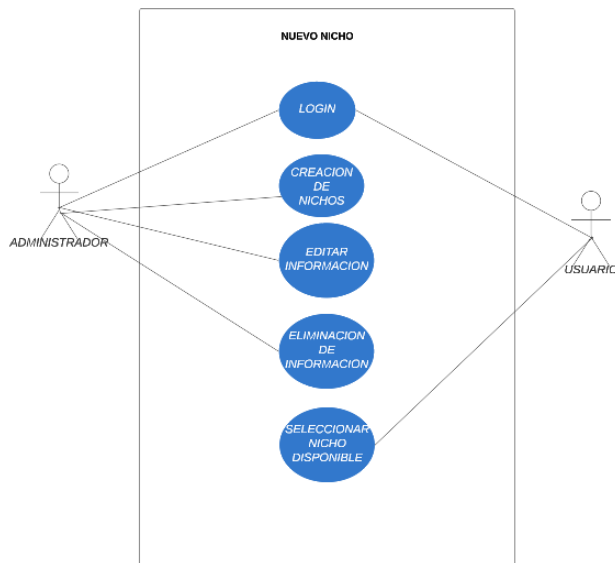 NUEVO NICHO
LOGIN
CREACION
DE
NICHOS
ADMINISTRADOR
EDITAR
INFORMACION
USUARIO
ELIMINACION
DE
INFORMACION
SELECCIONAR
NICHO
DISPONIBLE